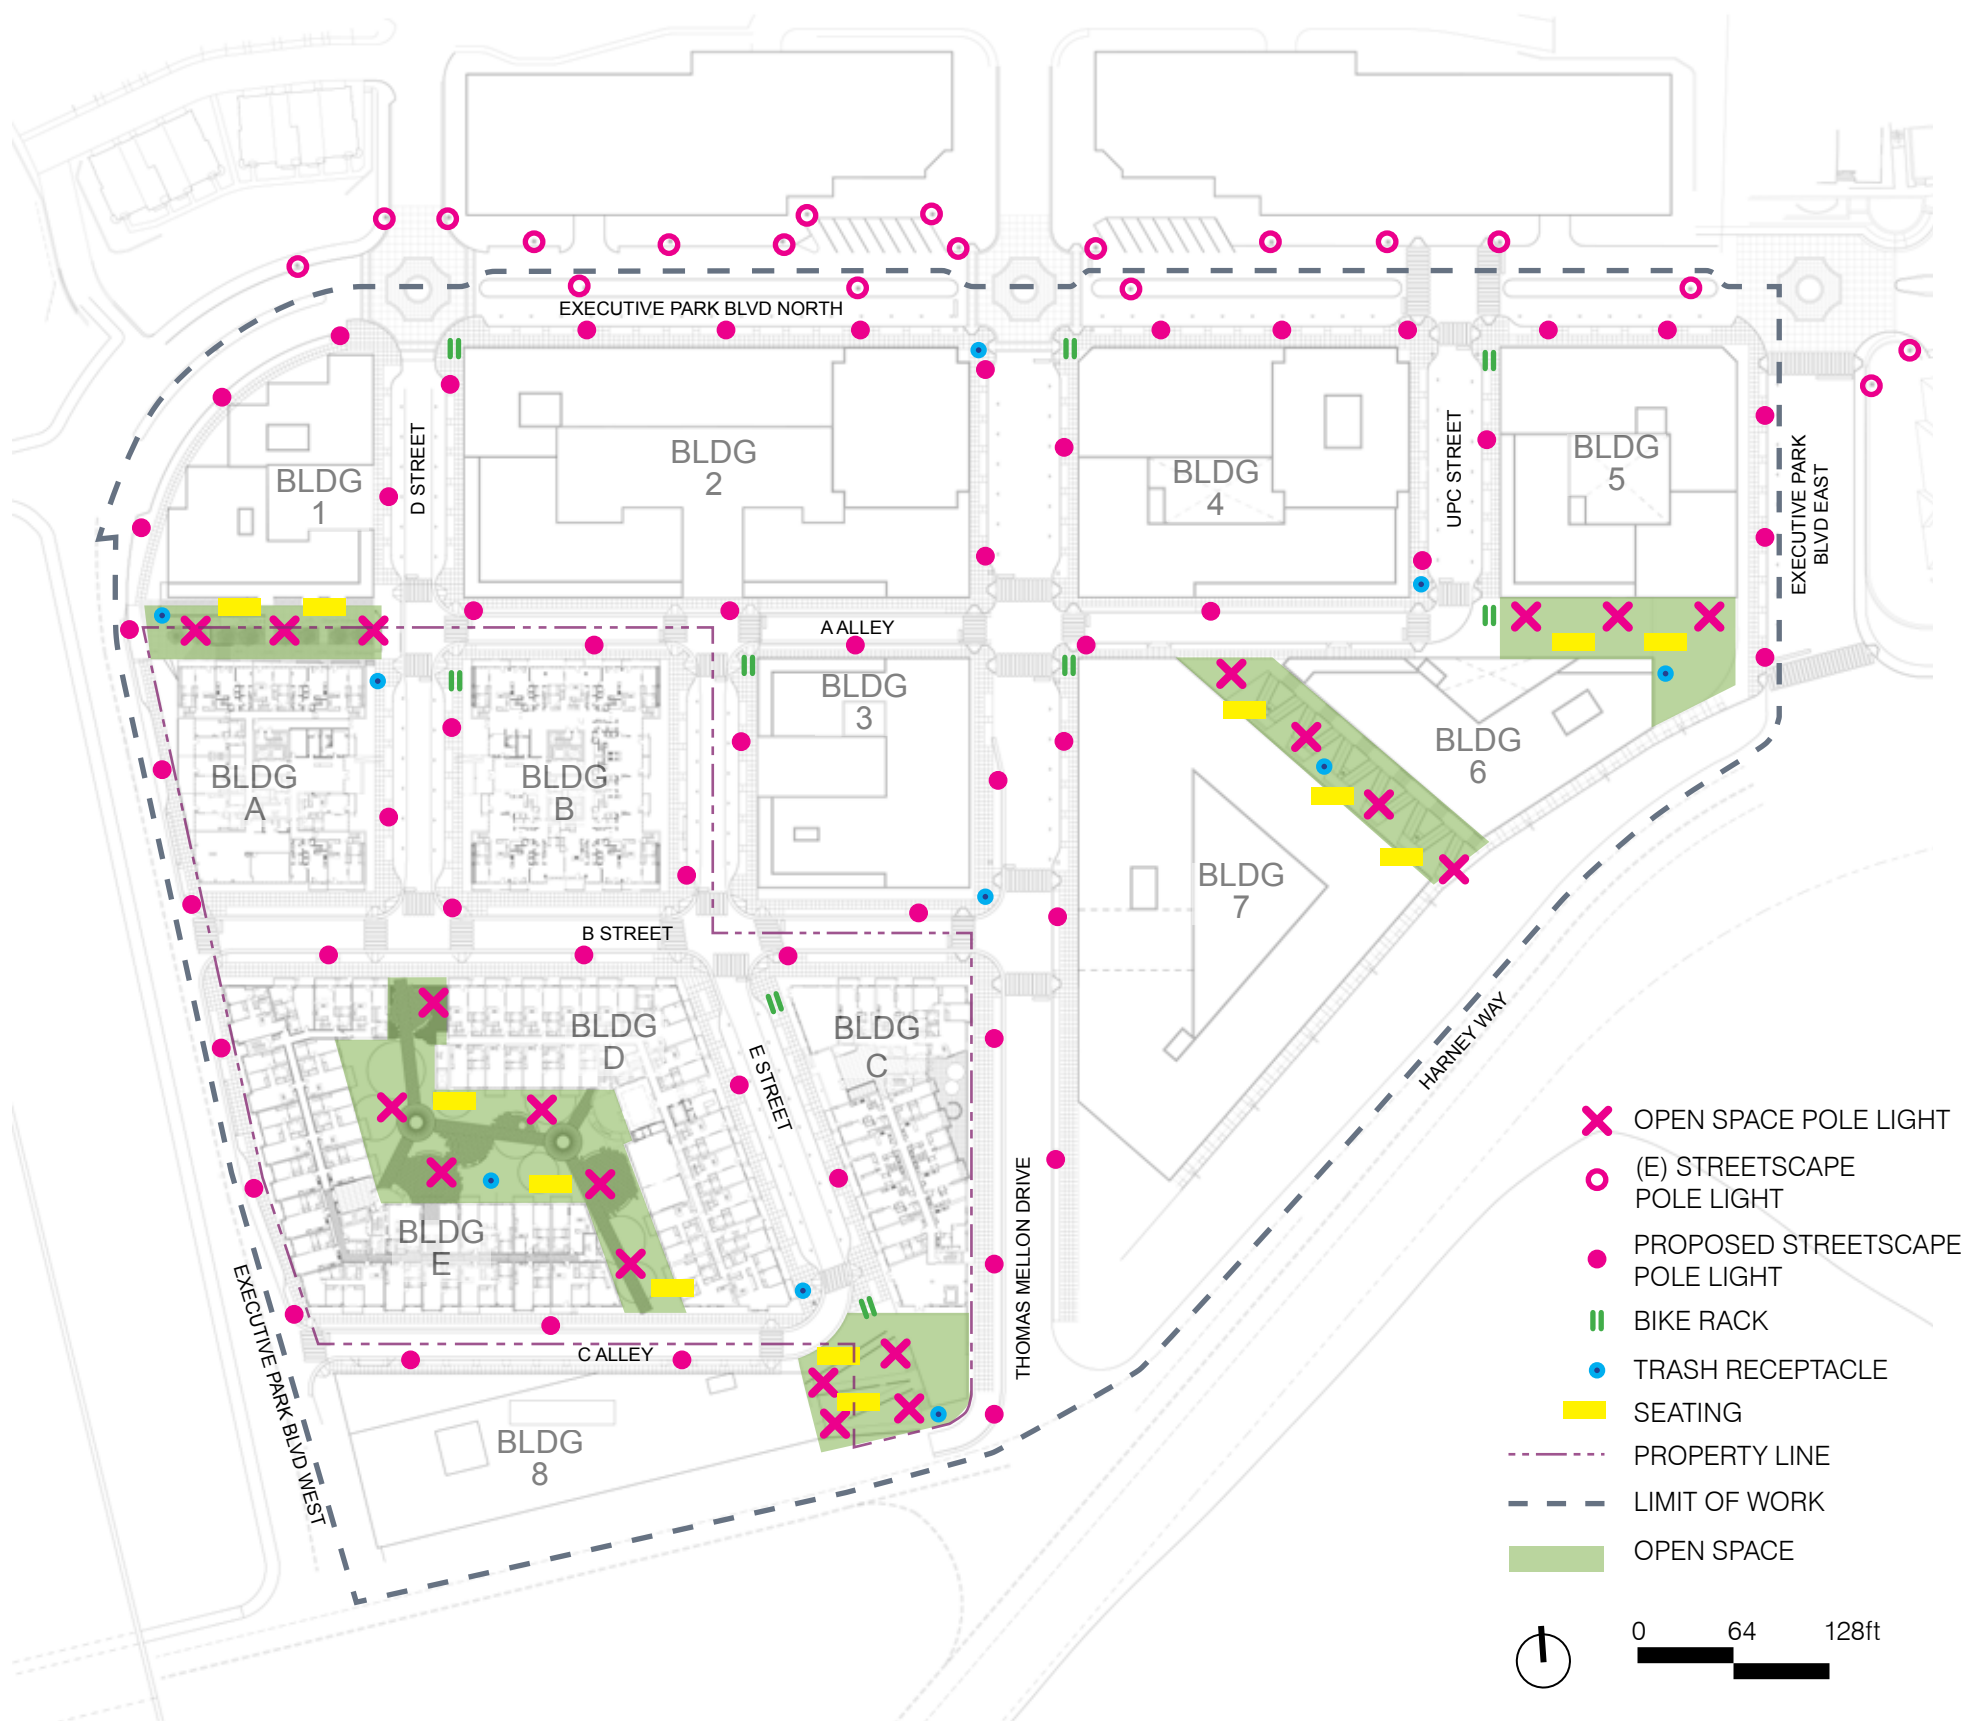 EXECUTIVE PARK BLVD NORTH
D STREET
BLDG
1
BLDG
2
BLDG
4
UPC STREET
BLDG
5
EXECUTIVE PARK
BLVD EAST
A ALLEY
BLDG
3
BLDG
A
BLDG
B
BLDG
6
BLDG
7
B STREET
BLDG
D
E STREET
BLDG
C
HARNEY WAY
BLDG
E
THOMAS MELLON DRIVE
EXECUTIVE PARK BLVD WEST
C ALLEY
BLDG
8
OPEN SPACE POLE LIGHT
(E) STREETSCAPE
POLE LIGHT
PROPOSED STREETSCAPE
POLE LIGHT
BIKE RACK
TRASH RECEPTACLE
SEATING
PROPERTY LINE
LIMIT OF WORK
OPEN SPACE
0 64 128ft